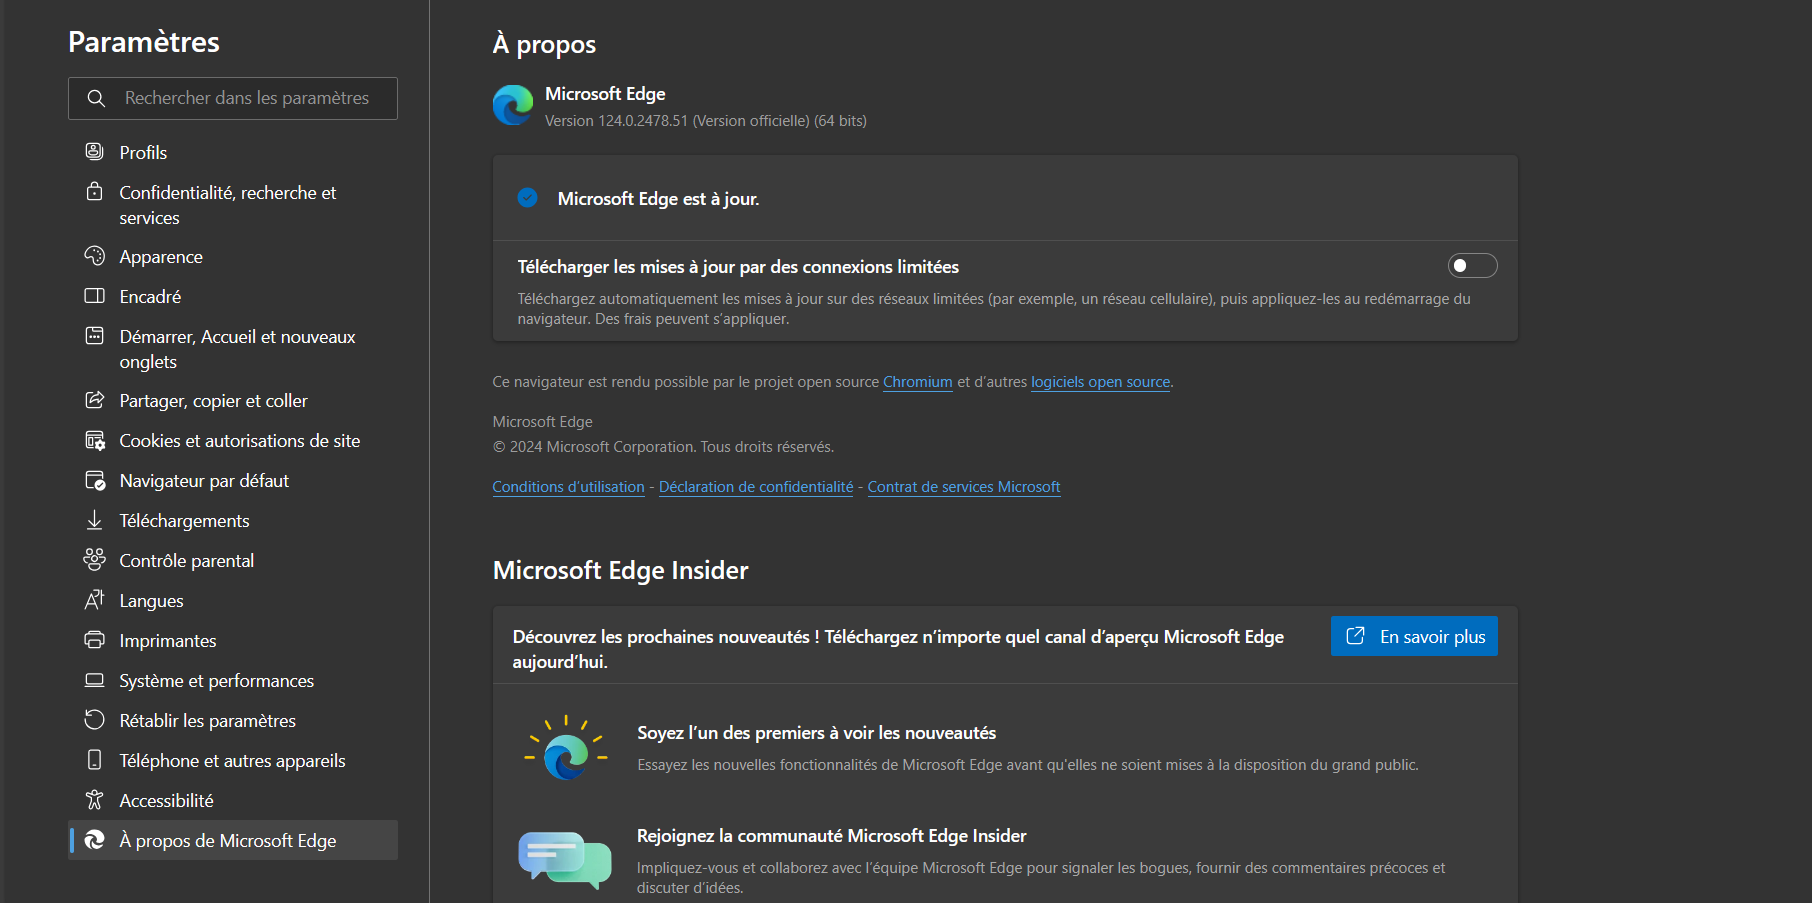 Paramètres
Rechercher dans les paramètres
Profils
Confidentialité, recherche et
services
Apparence
Encadré
Démarrer, Accueil et nouveaux
onglets
Partager, copier et coller
Cookies et autorisations de site
Navigateur par défaut
Téléchargements
Contrôle parental
Langues
Imprimantes
Système et performances
Rétablir les paramètres
Téléphone et autres appareils
Accessibilité
À propos de Microsoft Edge
À propos
Microsoft Edge
Version 124.0.2478.51 (Version officielle) (64 bits)
Microsoft Edge est à jour.
Télécharger les mises à jour par des connexions limitées
Téléchargez automatiquement les mises à jour sur des réseaux limitées (par exemple, un réseau cellulaire), puis appliquez-les au redémarrage du
navigateur. Des frais peuvent s’appliquer.
Ce navigateur est rendu possible par le projet open source Chromium et d’autres logiciels open source.
Microsoft Edge
© 2024 Microsoft Corporation. Tous droits réservés.
Conditions d’utilisation - Déclaration de confidentialité - Contrat de services Microsoft
Microsoft Edge Insider
Découvrez les prochaines nouveautés ! Téléchargez n’importe quel canal d’aperçu Microsoft Edge
aujourd’hui.
En savoir plus
Soyez l’un des premiers à voir les nouveautés
Essayez les nouvelles fonctionnalités de Microsoft Edge avant qu'elles ne soient mises à la disposition du grand public.
Rejoignez la communauté Microsoft Edge Insider
Impliquez-vous et collaborez avec l’équipe Microsoft Edge pour signaler les bogues, fournir des commentaires précoces et
discuter d’idées.